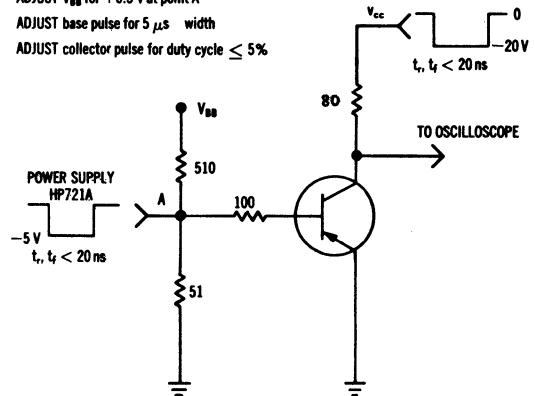 ADJUST base pulse for 5 μs width
ADJUST collector pulse for duty cycle ≤ 5%
Vcc
0
−20V
tr, tf < 20 ns
80
TO OSCILLOSCOPE
VBB
510
POWER SUPPLY
HP721A
A
100
−5 V
tr, tf < 20 ns
51